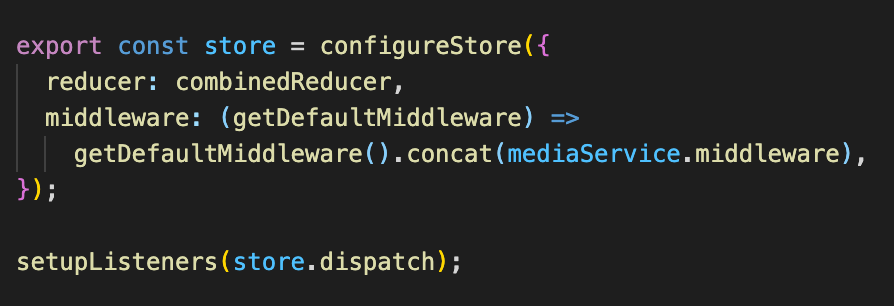 export const store = configureStore({
  reducer: combinedReducer,
  middleware: (getDefaultMiddleware) =>
    getDefaultMiddleware().concat(mediaService.middleware),
});

setupListeners(store.dispatch);